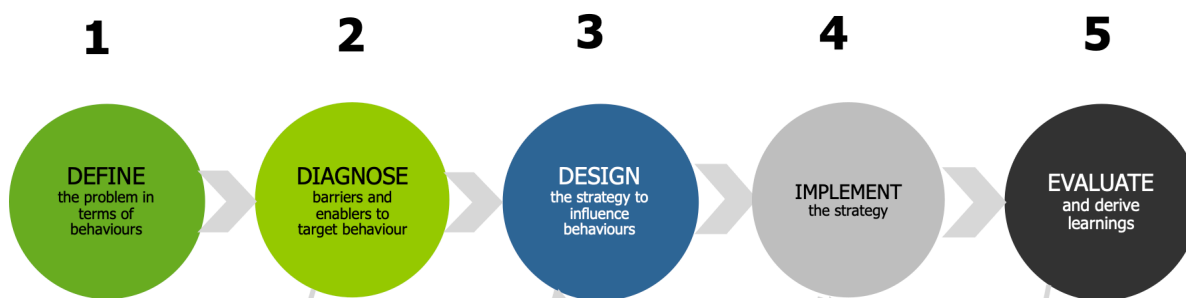 1
2
3
4
5
DEFINE
the problem in
terms of
behaviours
DIAGNOSE
barriers and
enablers to
target behaviour
DESIGN
the strategy to
influence
behaviours
IMPLEMENT
the strategy
EVALUATE
and derive
learnings